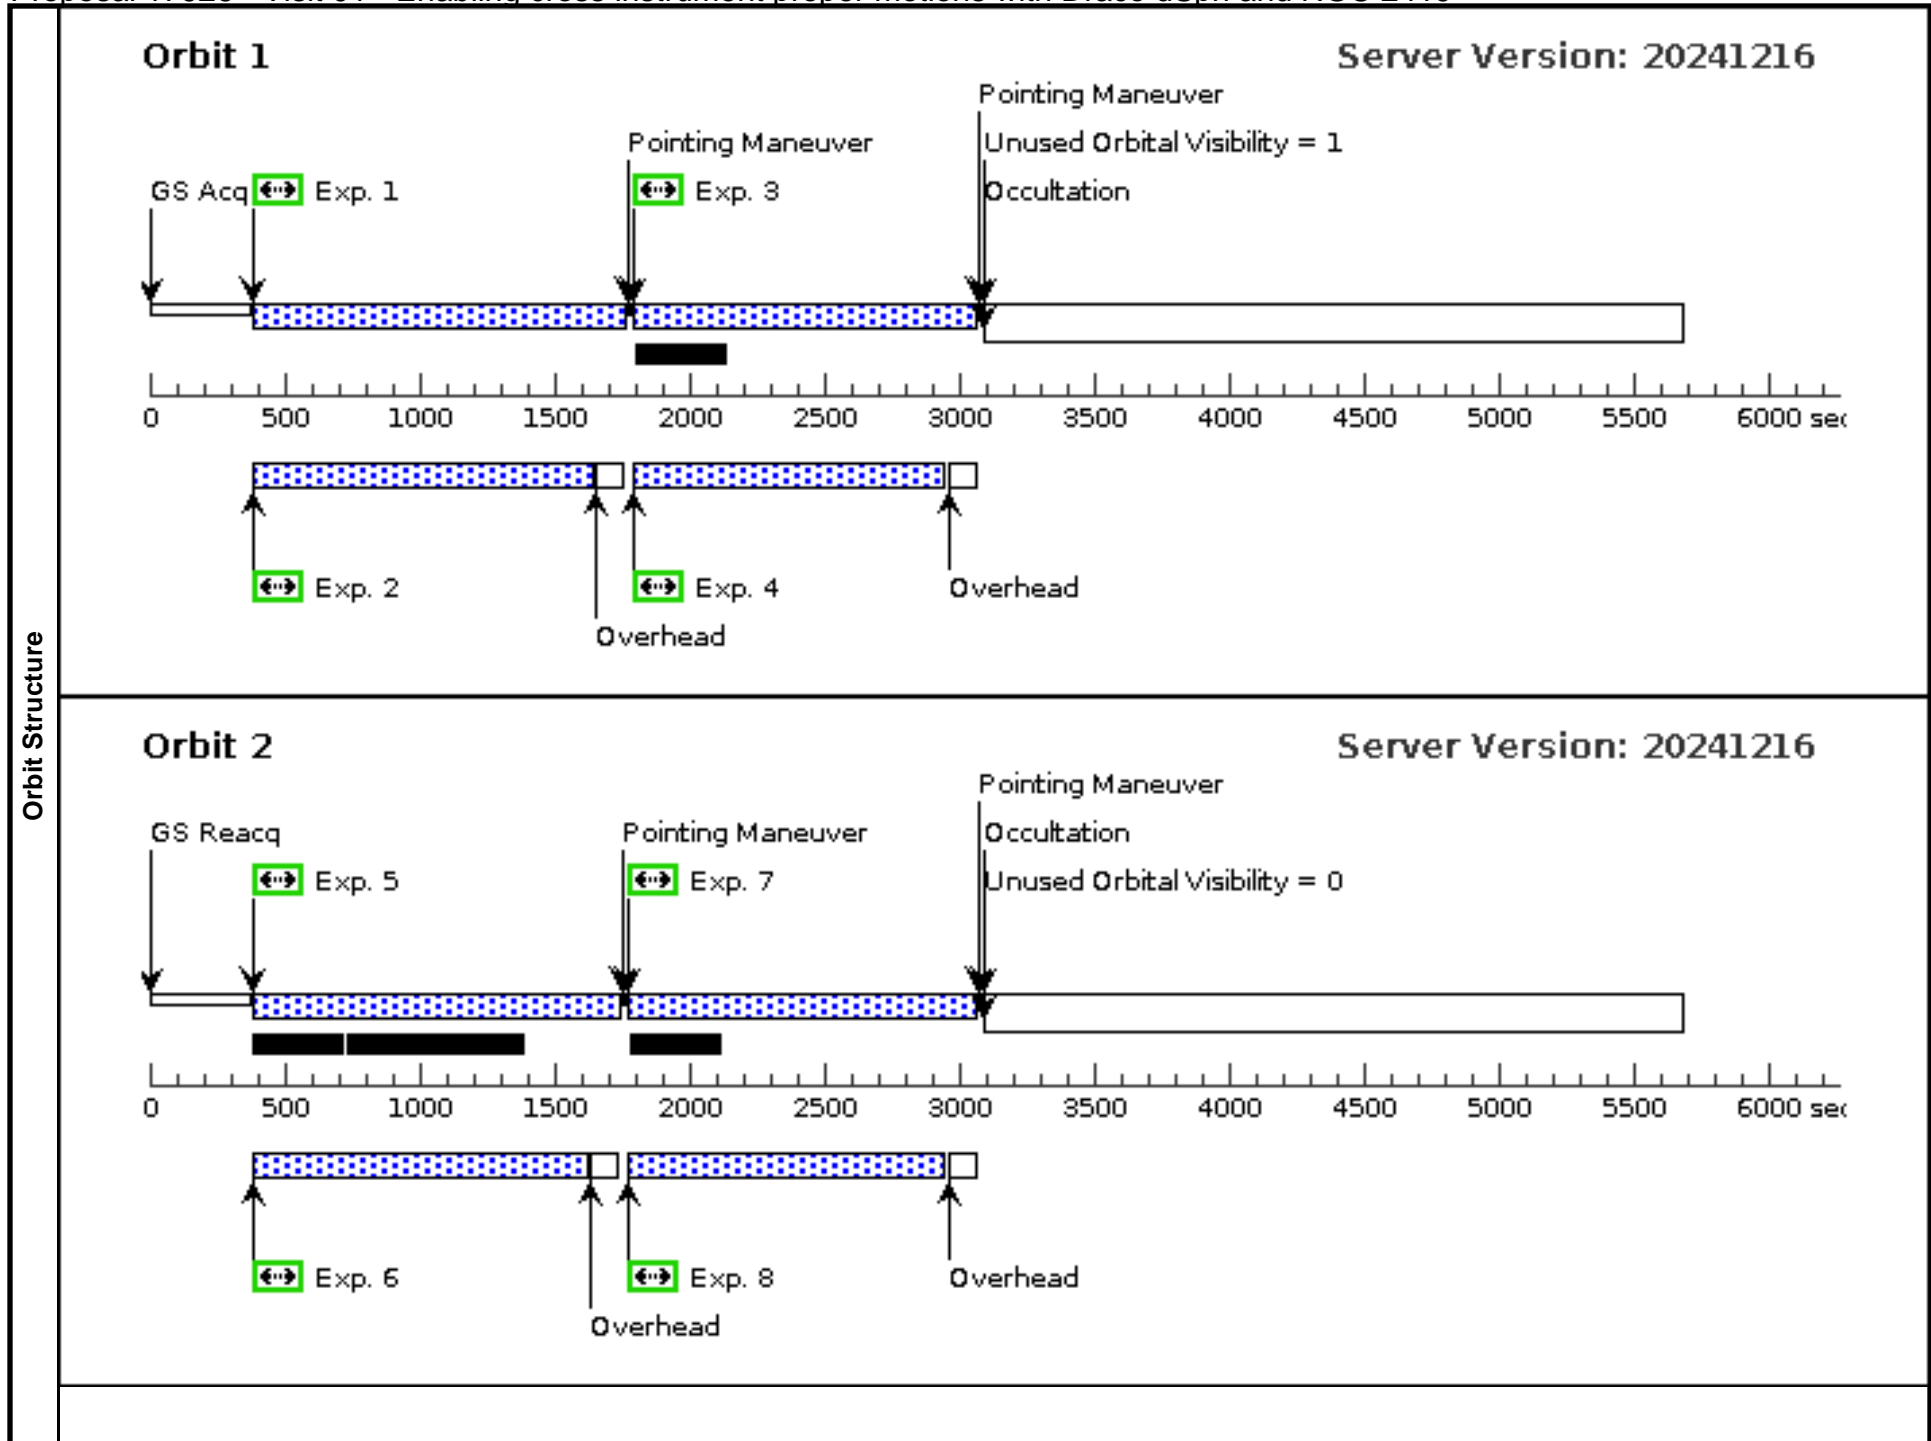 Orbit Structure
Orbit 1
Server Version: 20241216
Pointing Maneuver
Pointing Maneuver
Unused Orbital Visibility = 1
GS Acq
Exp. 1
Exp. 3
Occultation
0 500 1000 1500 2000 2500 3000 3500 4000 4500 5000 5500 6000 sec
Exp. 2
Exp. 4
Overhead
Overhead
Orbit 2
Server Version: 20241216
Pointing Maneuver
GS Reacq
Pointing Maneuver
Occultation
Exp. 5
Exp. 7
Unused Orbital Visibility = 0
0 500 1000 1500 2000 2500 3000 3500 4000 4500 5000 5500 6000 sec
Exp. 6
Exp. 8
Overhead
Overhead